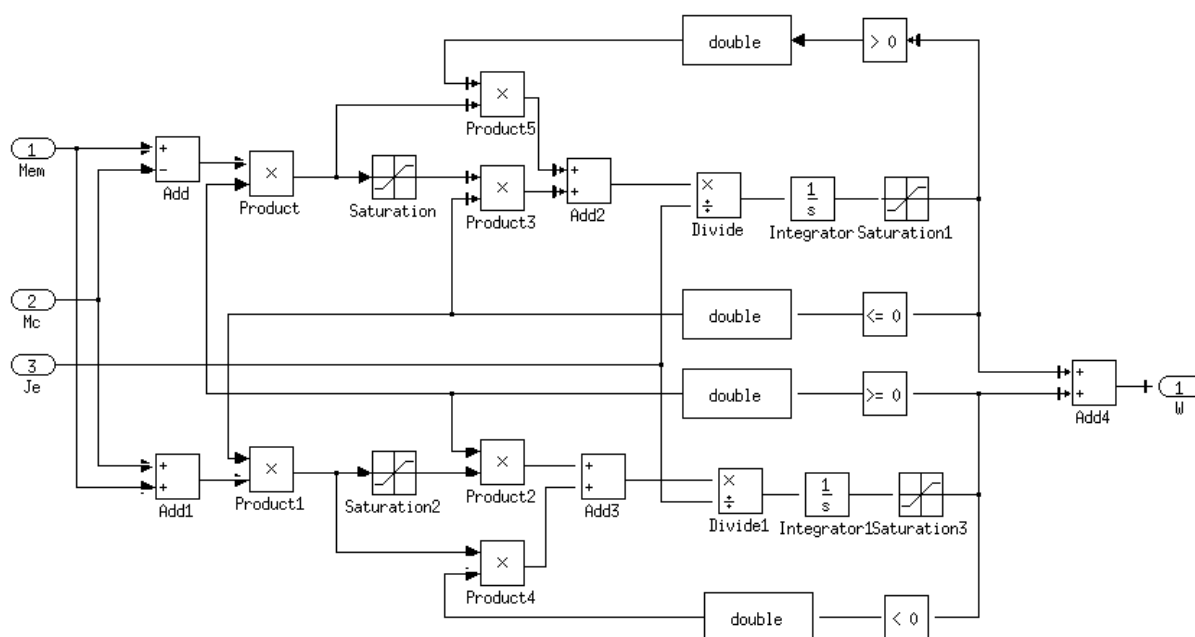 double
> 0
×
Product5
1
Mem
+
−
Add
×
Product
Saturation
×
Product3
+
+
Add2
×
÷
Divide
1
s
Integrator
Saturation1
2
Mc
double
<= 0
3
Je
double
>= 0
+
+
Add4
1
W
+
+
Add1
×
Product1
Saturation2
×
Product2
+
+
Add3
×
÷
Divide1
1
s
Integrator1
Saturation3
×
Product4
double
< 0